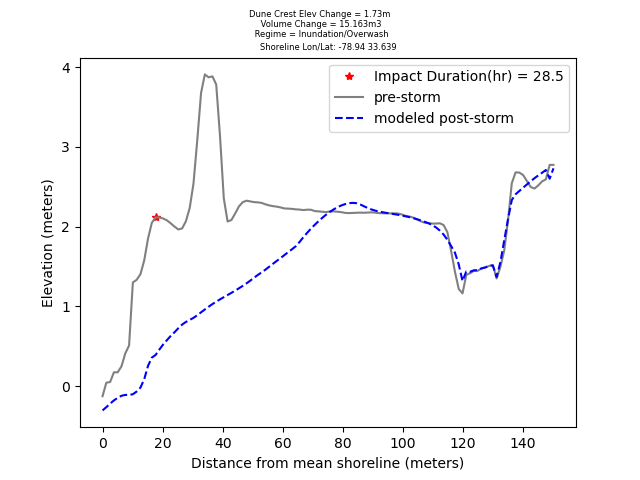 Dune Crest Elev Change = 1.73m
Volume Change = 15.163m3
Regime = Inundation/Overwash
Shoreline Lon/Lat: -78.94 33.639
Impact Duration(hr) = 28.5
pre-storm
modeled post-storm
Elevation (meters)
4
3
2
1
0
0 20 40 60 80 100 120 140
Distance from mean shoreline (meters)